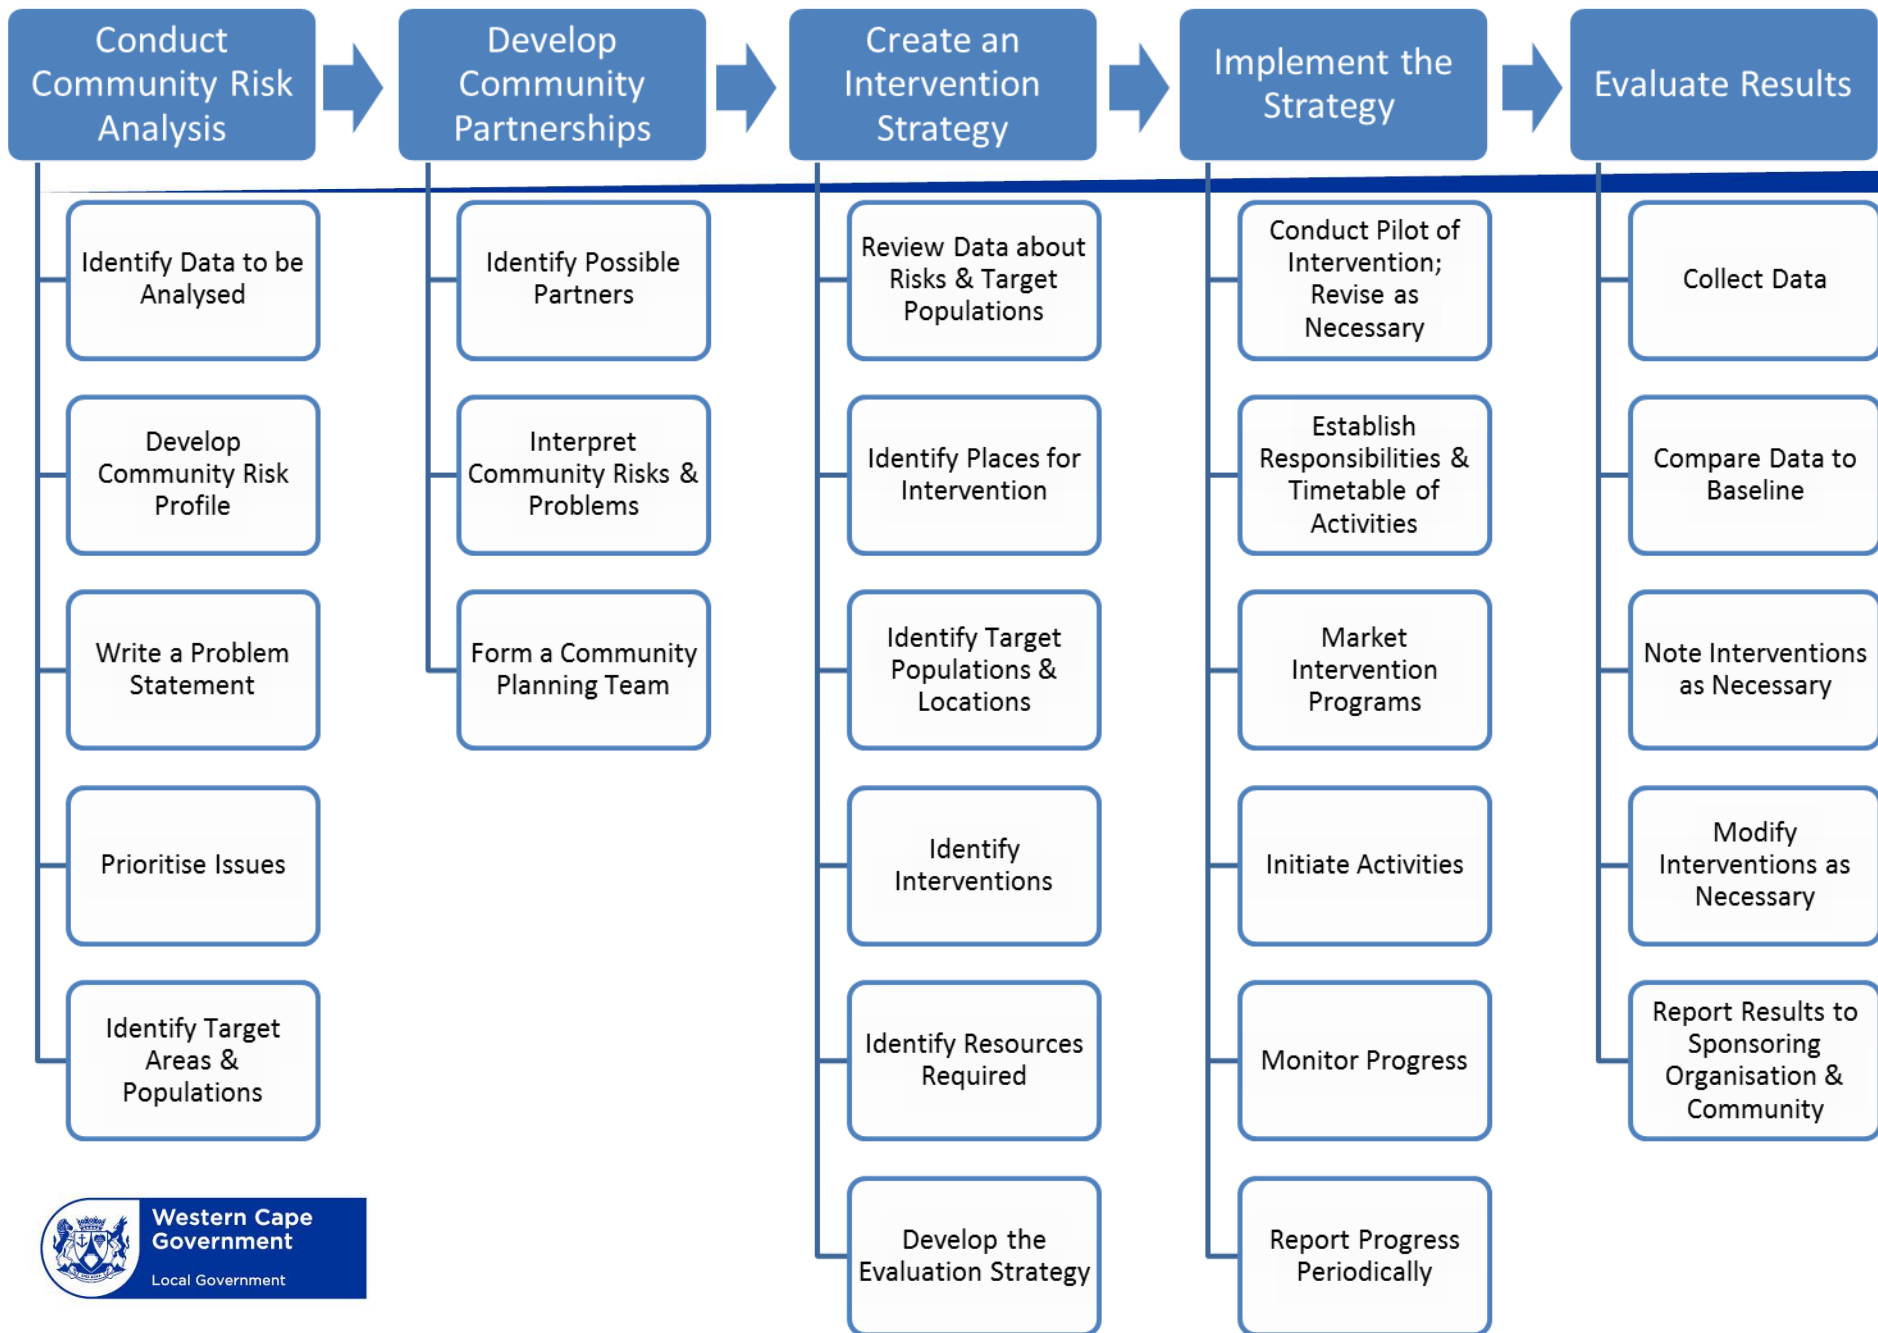 Conduct
Community Risk
Analysis
Develop
Community
Partnerships
Create an
Intervention
Strategy
Implement the
Strategy
Evaluate Results
Identify Data to be
Analysed
Develop
Community Risk
Profile
Write a Problem
Statement
Prioritise Issues
Identify Target
Areas &
Populations
Identify Possible
Partners
Interpret
Community Risks &
Problems
Form a Community
Planning Team
Review Data about
Risks & Target
Populations
Identify Places for
Intervention
Identify Target
Populations &
Locations
Identify
Interventions
Identify Resources
Required
Develop the
Evaluation Strategy
Conduct Pilot of
Intervention;
Revise as
Necessary
Establish
Responsibilities &
Timetable of
Activities
Market
Intervention
Programs
Initiate Activities
Monitor Progress
Report Progress
Periodically
Collect Data
Compare Data to
Baseline
Note Interventions
as Necessary
Modify
Interventions as
Necessary
Report Results to
Sponsoring
Organisation &
Community
Western Cape
Government
Local Government